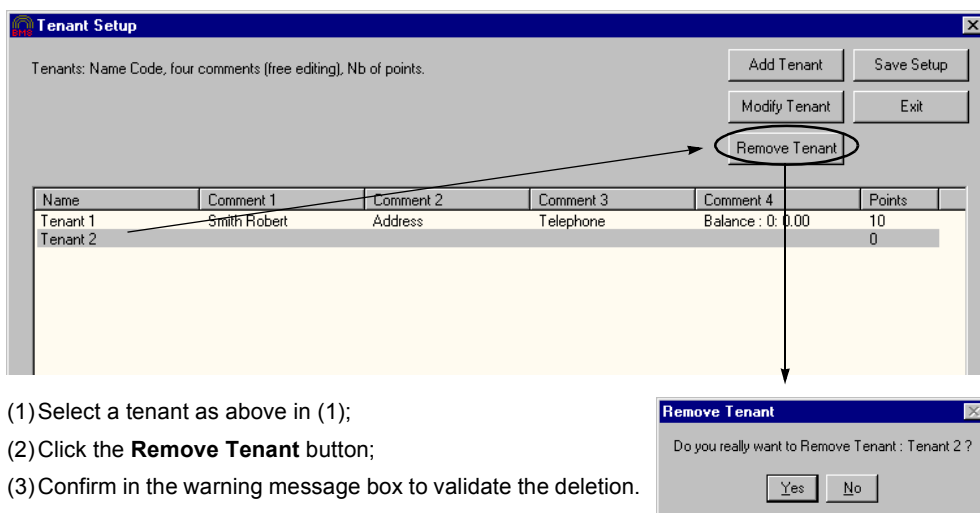 BMS Tenant Setup
Tenants: Name Code, four comments (free editing), Nb of points.
Add Tenant Save Setup
Modify Tenant Exit
Remove Tenant
Name Comment 1 Comment 2 Comment 3 Comment 4 Points
Tenant 1 Smith Robert Address Telephone Balance : 0: 0.00 10
Tenant 2 0
(1) Select a tenant as above in (1);
(2) Click the Remove Tenant button;
(3) Confirm in the warning message box to validate the deletion.
Remove Tenant
Do you really want to Remove Tenant : Tenant 2 ?
Yes No